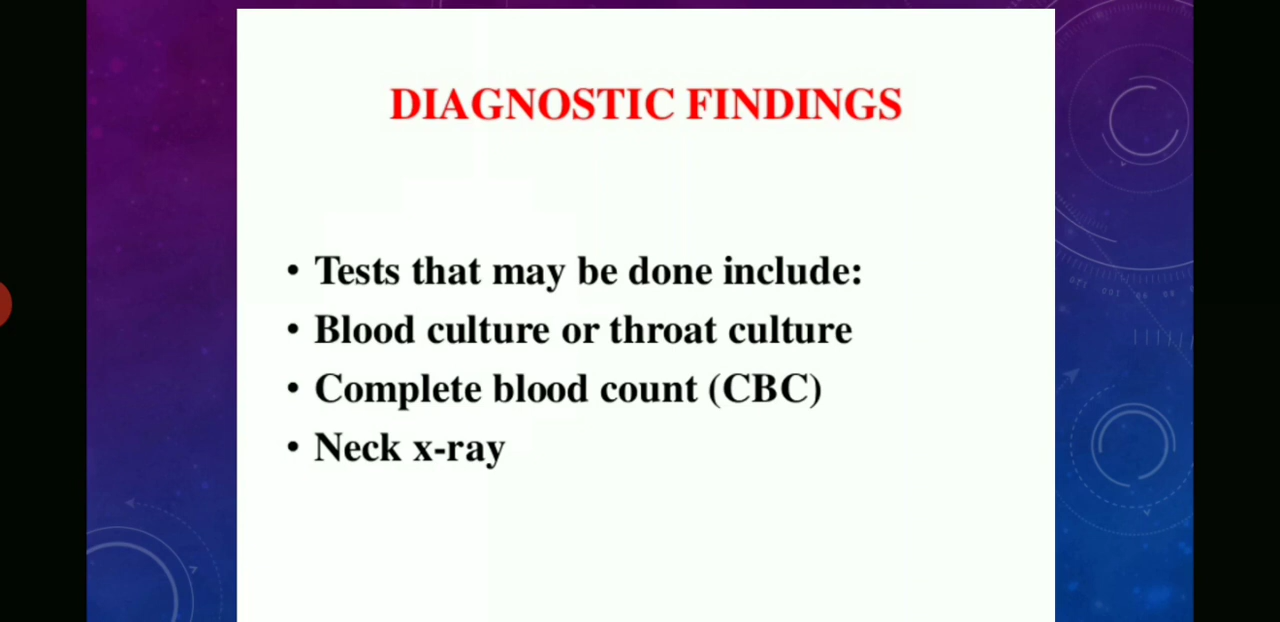 DIAGNOSTIC FINDINGS
• Tests that may be done include:
• Blood culture or throat culture
• Complete blood count (CBC)
• Neck x-ray